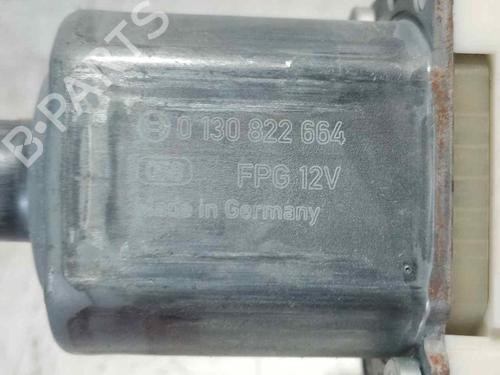 0 130 822 664
FPG 12V
Made in Germany
B-PARTS